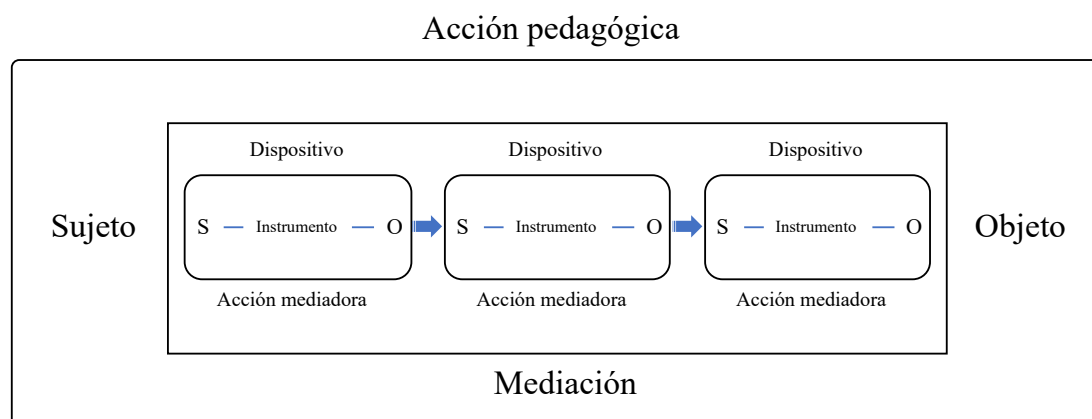 Acción pedagógica
Dispositivo Dispositivo Dispositivo
Sujeto S Instrumento O S Instrumento O S Instrumento O Objeto
Acción mediadora Acción mediadora Acción mediadora
Mediación